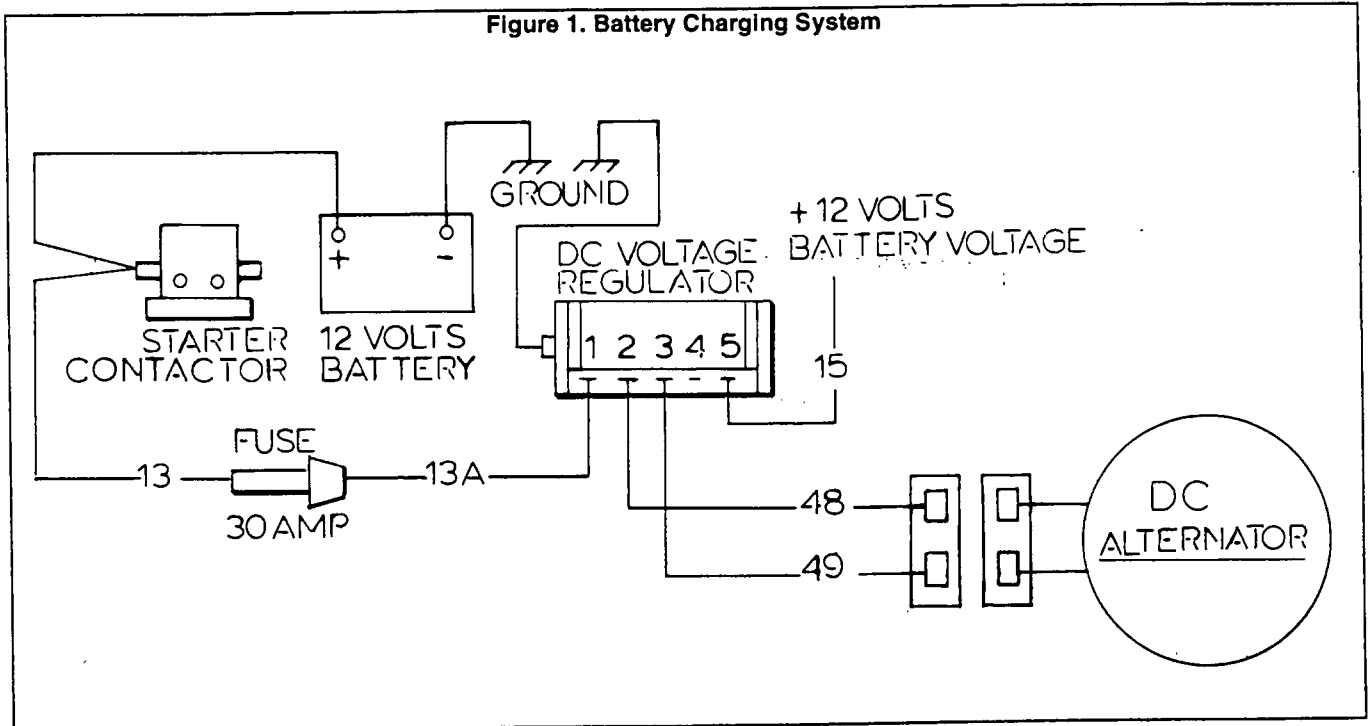 Figure 1. Battery Charging System
GROUND
+ 12 VOLTS
BATTERY VOLTAGE
DC VOLTAGE
REGULATOR
+
-
1 2 3 4 5
STARTER
CONTACTOR
12 VOLTS
BATTERY
15
FUSE
13
13A
30 AMP
48
49
DC
ALTERNATOR